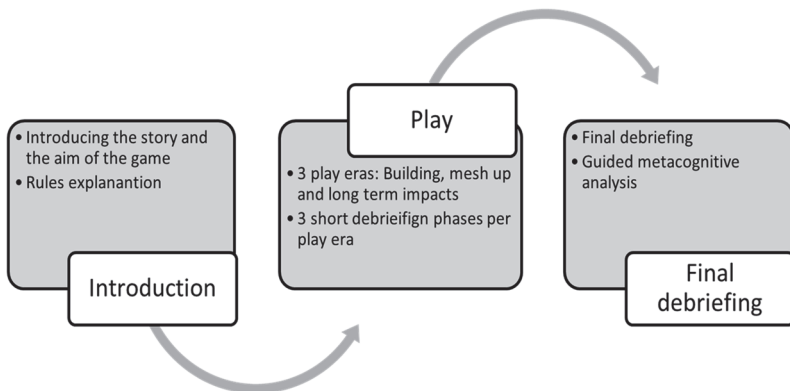 • Introducing the story and
the aim of the game
• Rules explanantion
Introduction
Play
• 3 play eras: Building, mesh up
and long term impacts
• 3 short debrieifign phases per
play era
• Final debriefing
• Guided metacognitive
analysis
Final
debriefing